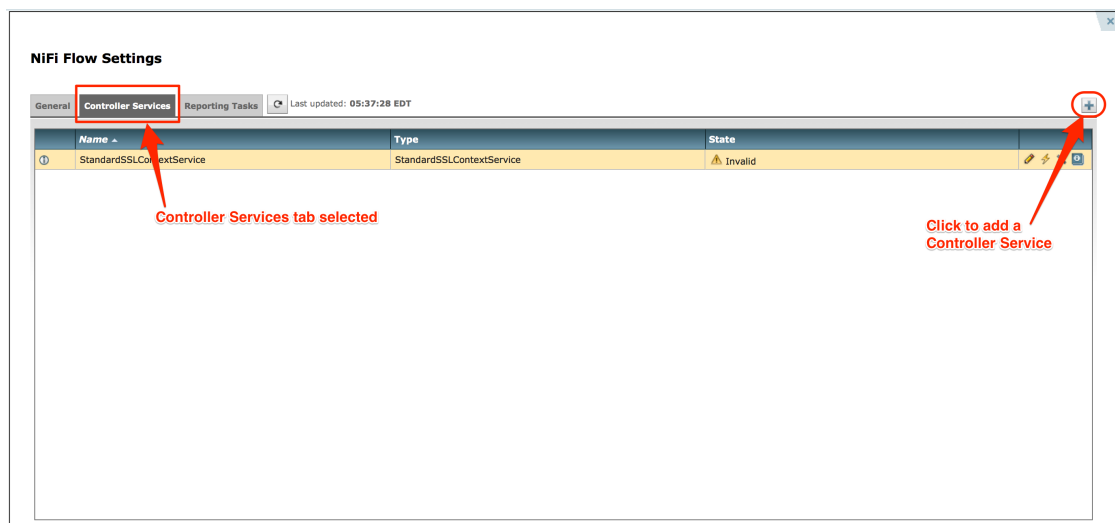 NiFi Flow Settings
General Controller Services Reporting Tasks Last updated: 05:37:28 EDT
Name Type State
StandardSSLContextService StandardSSLContextService Invalid
Controller Services tab selected
Click to add a
Controller Service